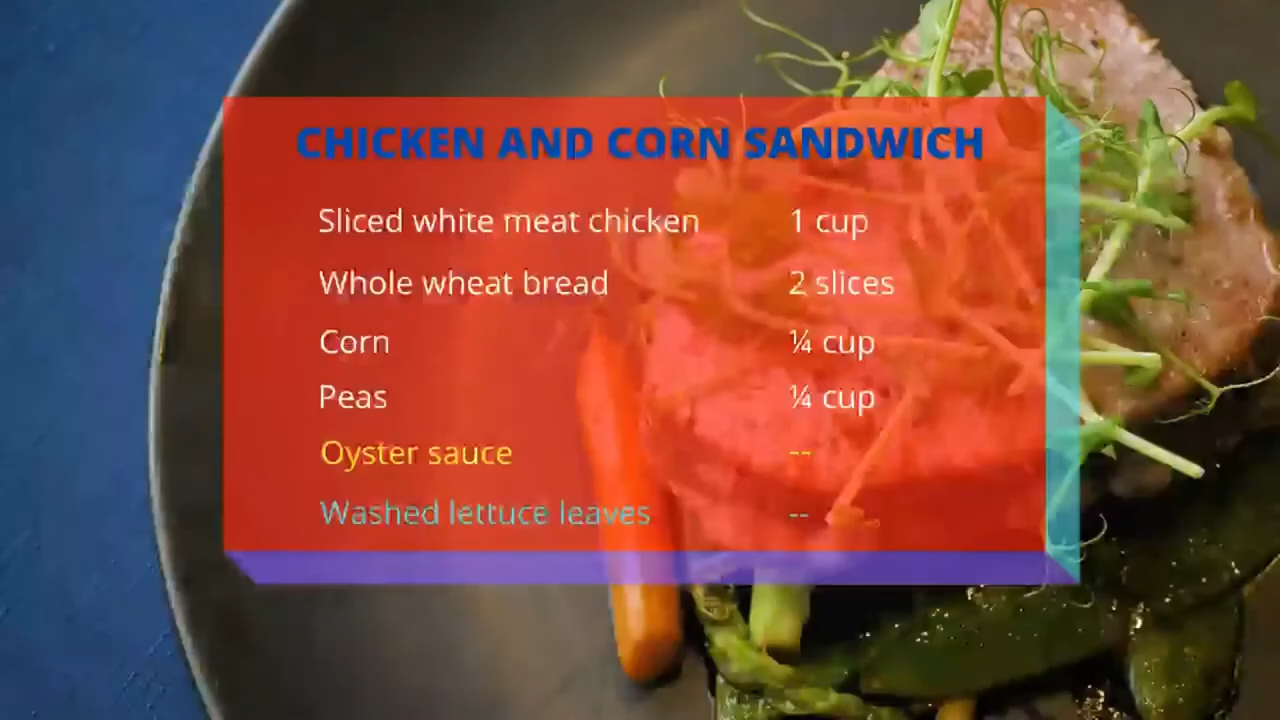 CHICKEN AND CORN SANDWICH
Sliced white meat chicken 1 cup
Whole wheat bread 2 slices
Corn ¼ cup
Peas ¼ cup
Oyster sauce --
Washed lettuce leaves --